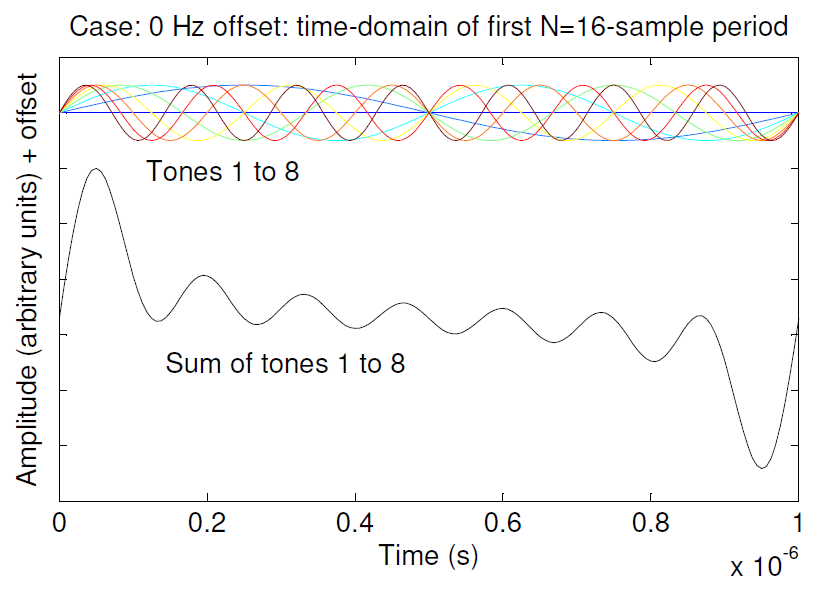 Case: 0 Hz offset: time-domain of first N=16-sample period
Amplitude (arbitrary units) + offset
Tones 1 to 8
Sum of tones 1 to 8
0 0.2 0.4 0.6 0.8 1
Time (s)
x 10-6